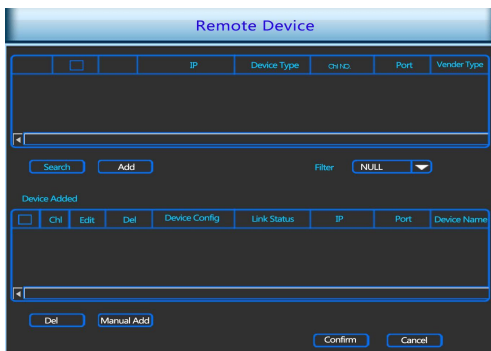 Remote Device
IP Device Type Chl NO. Port Vender Type
Search Add Filter NULL
Device Added
Chl Edit Del Device Config Link Status IP Port Device Name
Del Manual Add
Confirm Cancel